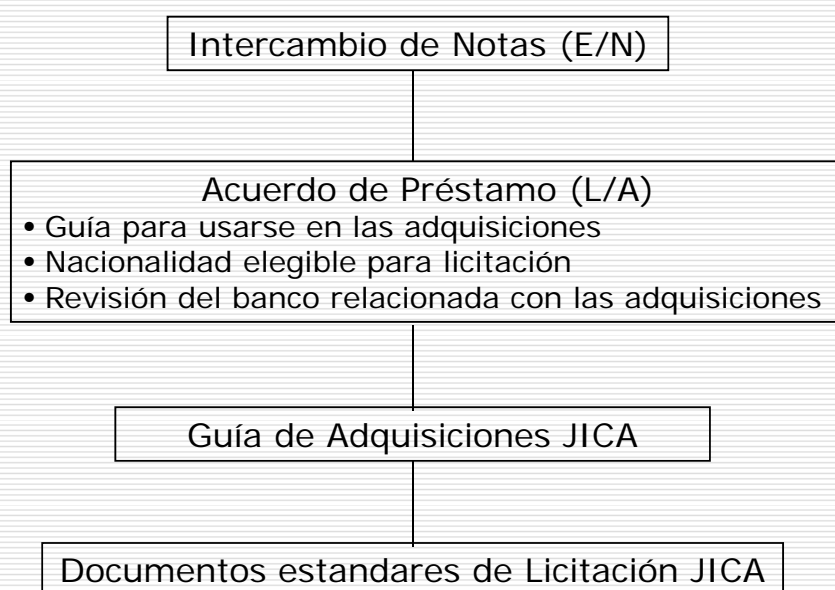 Intercambio de Notas (E/N)
Acuerdo de Préstamo (L/A)
• Guía para usarse en las adquisiciones
• Nacionalidad elegible para licitación
• Revisión del banco relacionada con las adquisiciones
Guía de Adquisiciones JICA
Documentos estandares de Licitación JICA